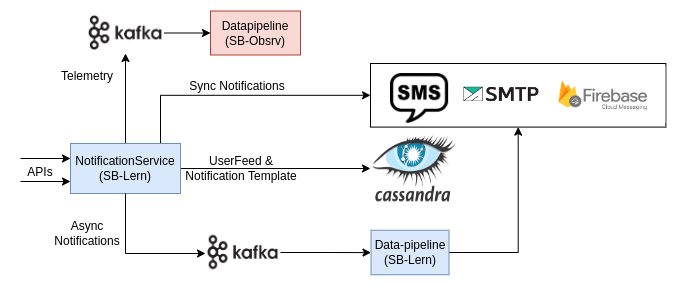 kafka
Datapipeline
(SB-Obsrv)
Telemetry
Sync Notifications
SMS
SMTP
Firebase
Cloud Messaging
APIs
NotificationService
(SB-Lern)
UserFeed &
Notification Template
cassandra
Async
Notifications
kafka
Data-pipeline
(SB-Lern)